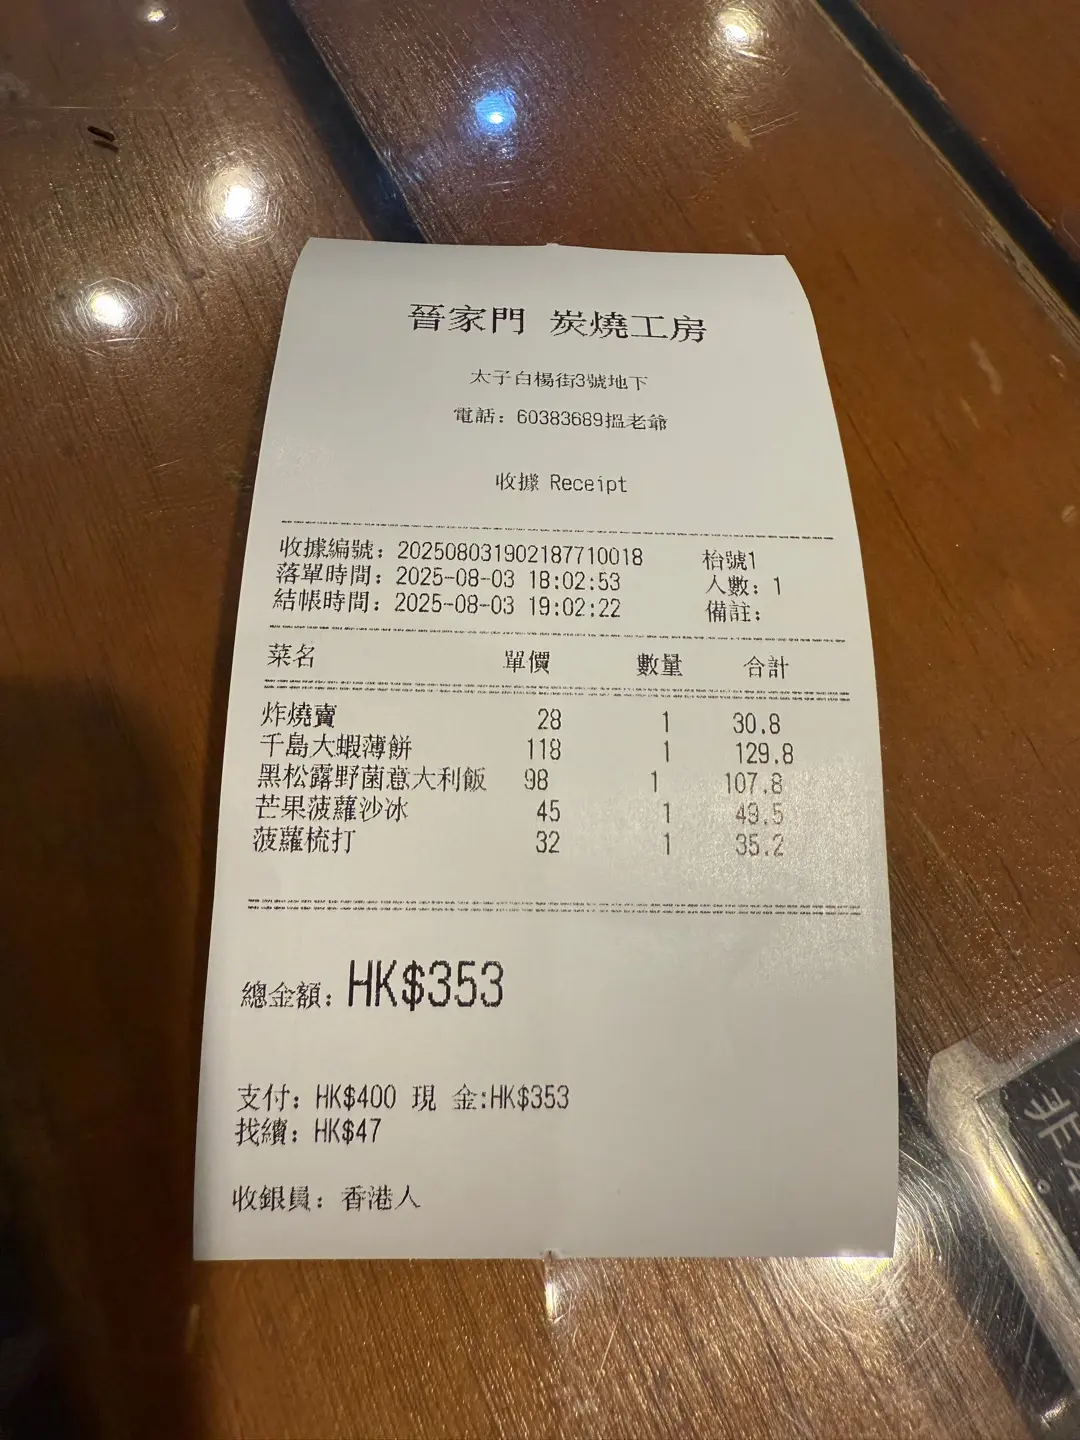 晉家門 炭燒工房
太子白楊街3號地下
電話：60383689搵老爺
收據 Receipt
收據編號：2025080319021877​10018 枱號1
落單時間：2025-08-03 18:02:53 人數：1
結帳時間：2025-08-03 19:02:22 備註：
菜名 單價 數量 合計
炸燒賣 28 1 30.8
千島大蝦薄餅 118 1 129.8
黑松露野菌意大利飯 98 1 107.8
芒果菠蘿沙冰 45 1 49.5
菠蘿梳打 32 1 35.2
總金額：HK$353
支付：HK$400 現 金:HK$353
找續：HK$47
收銀員：香港人
非